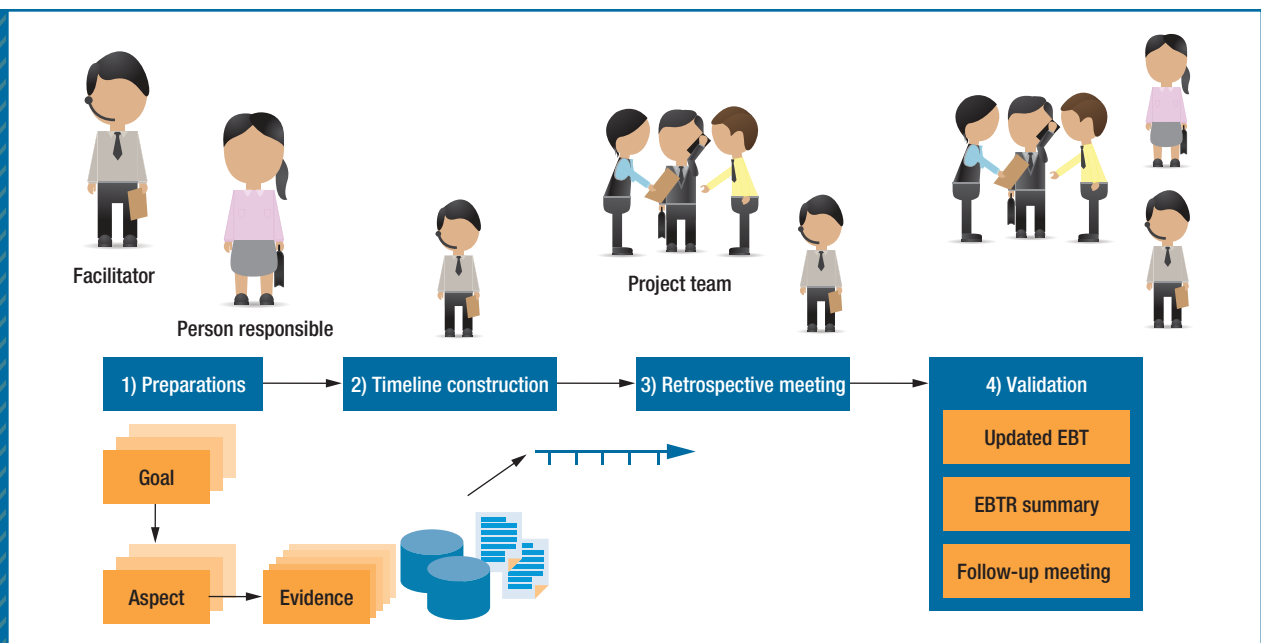 Facilitator
Person responsible
Project team
1) Preparations
2) Timeline construction
3) Retrospective meeting
4) Validation
Goal
Aspect
Evidence
Updated EBT
EBTR summary
Follow-up meeting